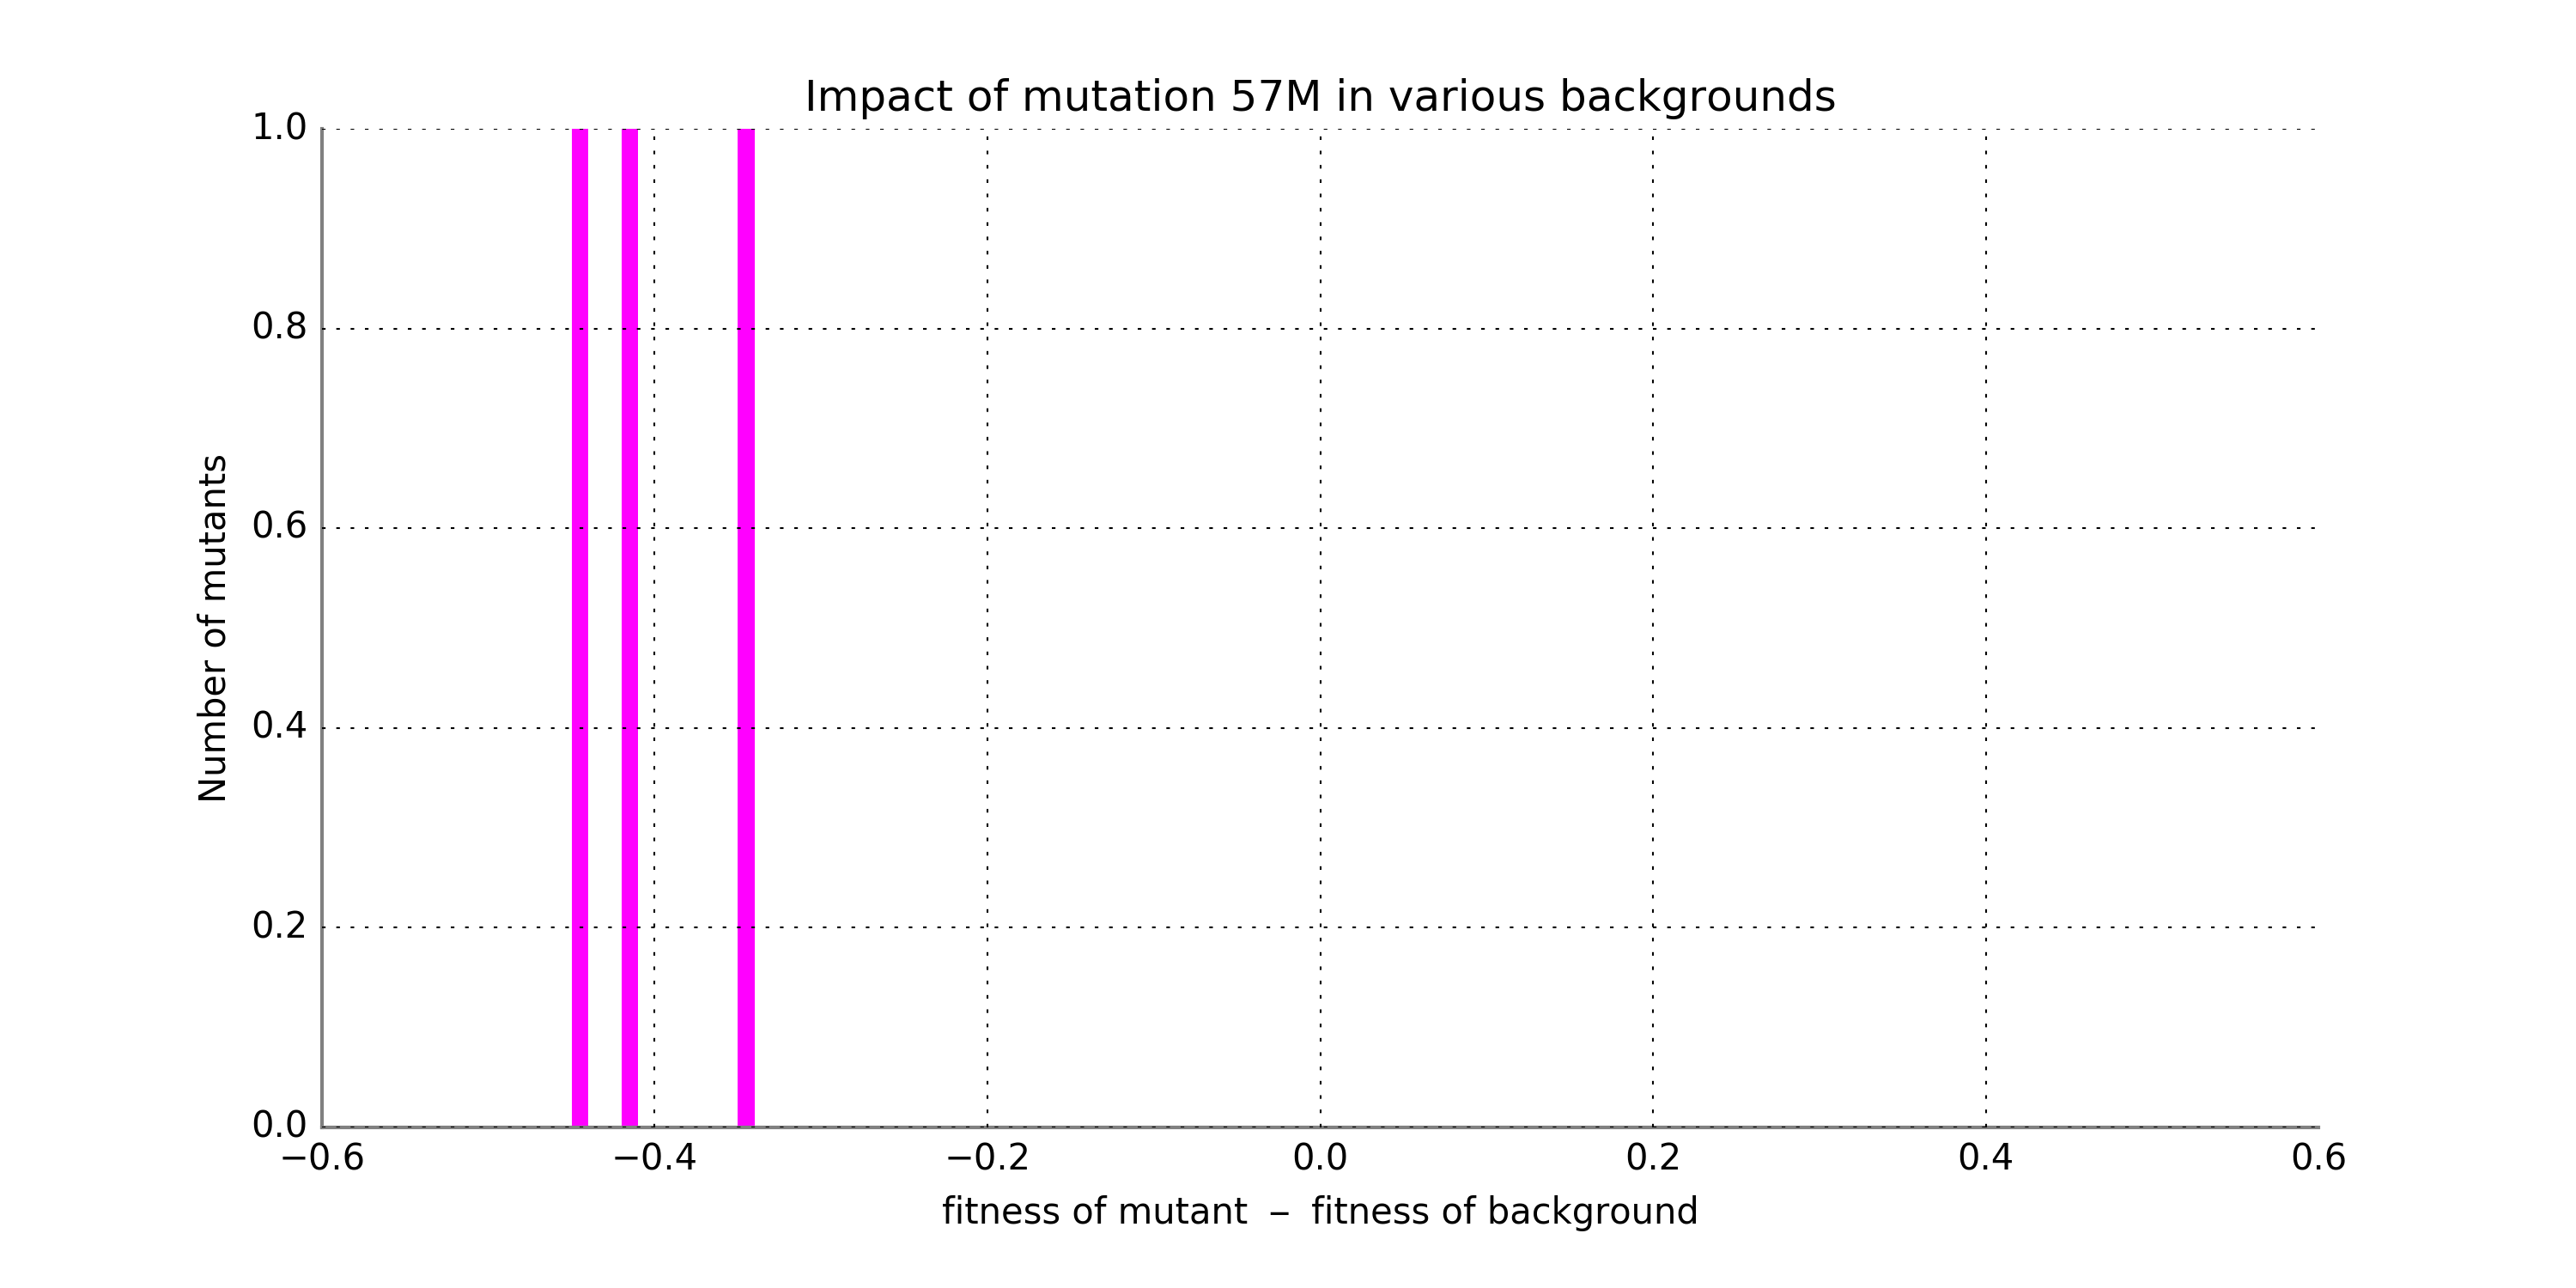 Impact of mutation 57M in various backgrounds
1.0
0.8
0.6
0.4
0.2
0.0
Number of mutants
−0.6 −0.4 −0.2 0.0 0.2 0.4 0.6
fitness of mutant − fitness of background